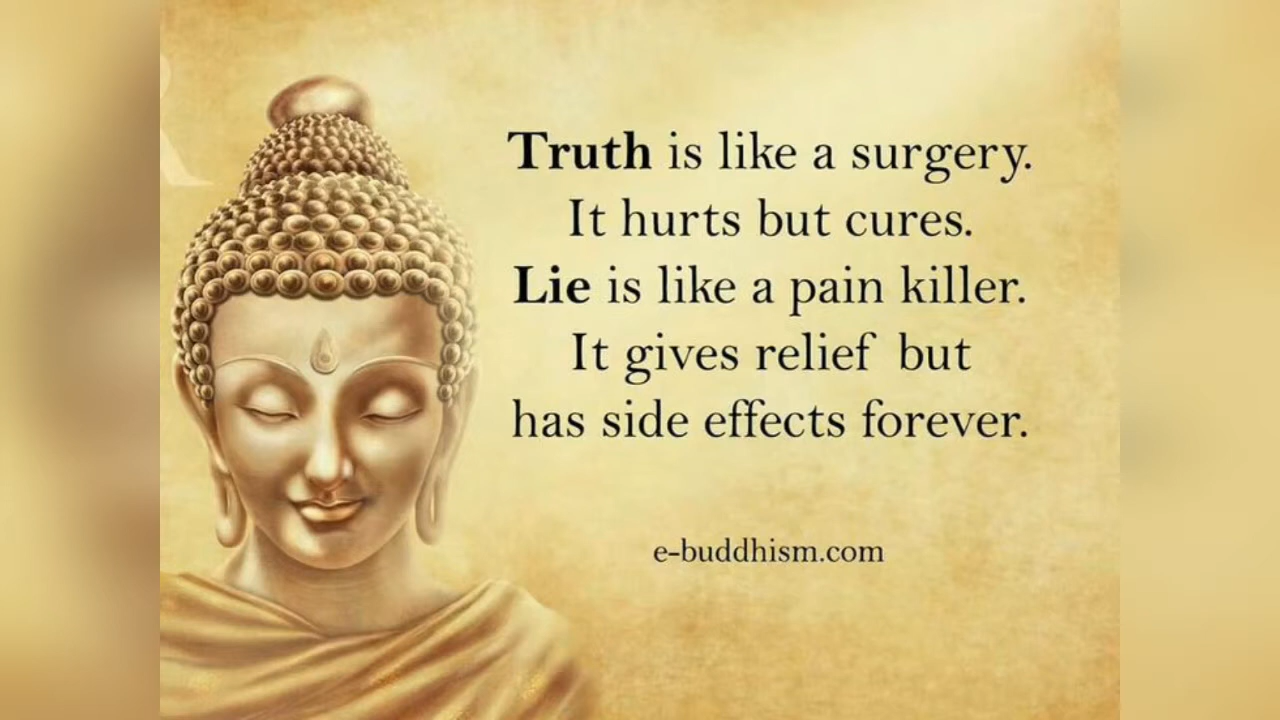 Truth is like a surgery.
It hurts but cures.
Lie is like a pain killer.
It gives relief but
has side effects forever.
e-buddhism.com